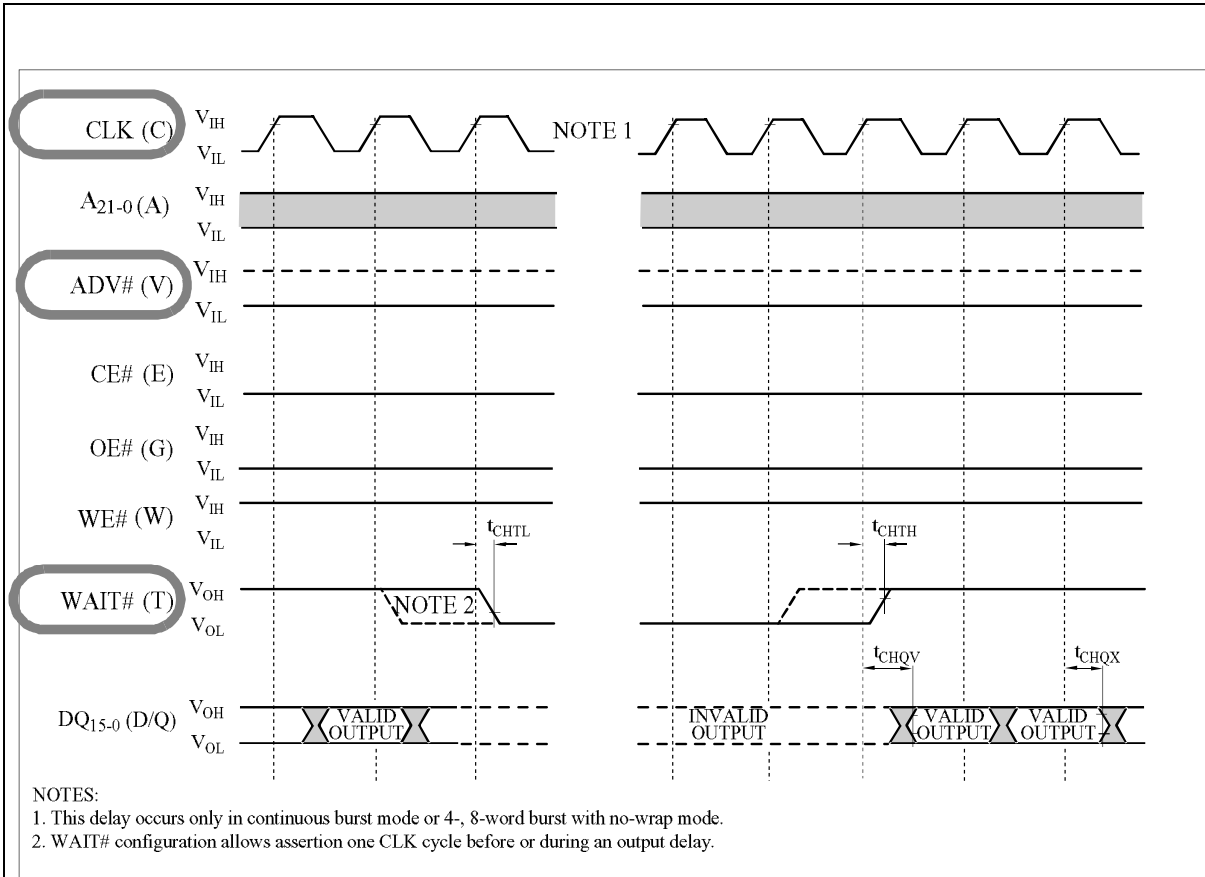 CLK (C) V_IH V_IL NOTE 1
A_21-0 (A) V_IH V_IL
ADV# (V) V_IH V_IL
CE# (E) V_IH V_IL
OE# (G) V_IH V_IL
WE# (W) V_IH V_IL
t_CHTL t_CHTH
WAIT# (T) V_OH V_OL NOTE 2
t_CHQV t_CHQX
DQ_15-0 (D/Q) V_OH V_OL
VALID OUTPUT
INVALID OUTPUT
VALID OUTPUT
VALID OUTPUT
NOTES:
1. This delay occurs only in continuous burst mode or 4-, 8-word burst with no-wrap mode.
2. WAIT# configuration allows assertion one CLK cycle before or during an output delay.